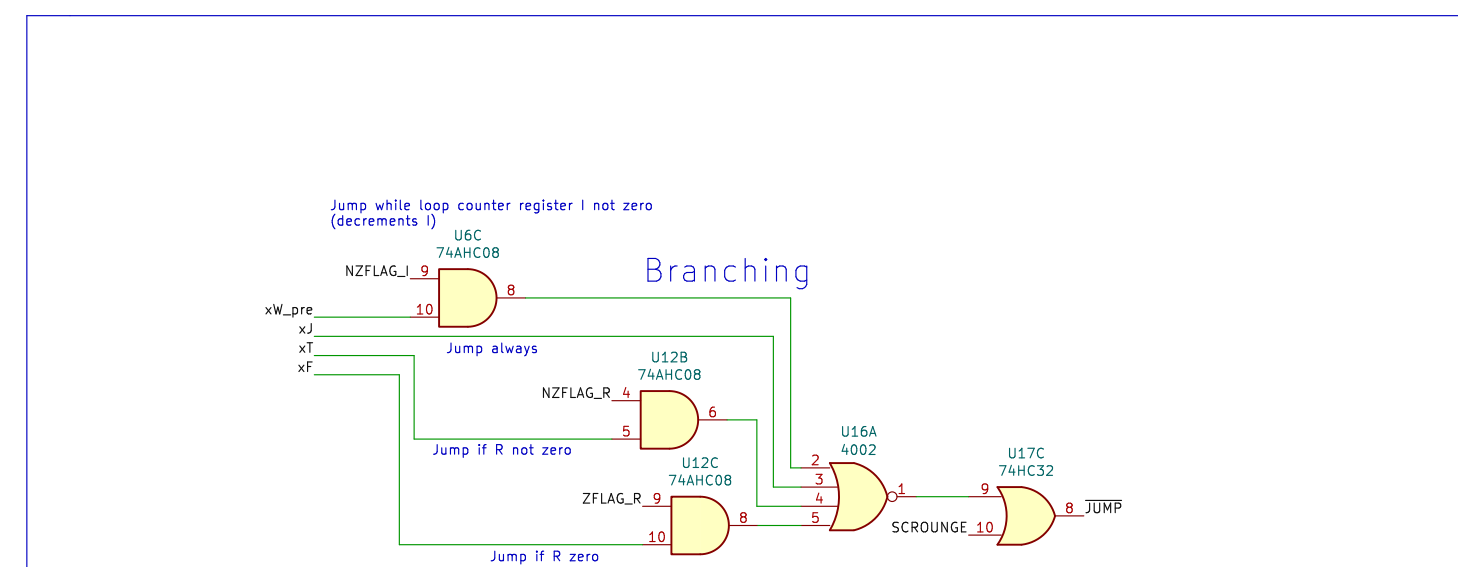 Jump while loop counter register I not zero
(decrements I)
U6C
74AHC08
NZFLAG_I
9
8
10
Branching
xW_pre
xJ
xT
xF
Jump always
U12B
74AHC08
NZFLAG_R
4
6
5
Jump if R not zero
U12C
74AHC08
ZFLAG_R
9
8
10
Jump if R zero
U16A
4002
2
3
4
5
1
U17C
74HC32
9
8
JUMP
SCROUNGE
10